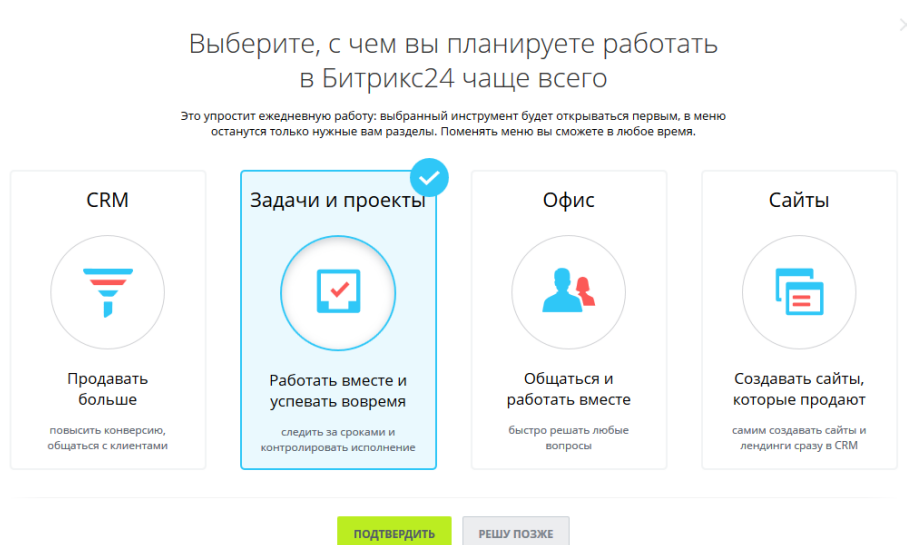 Выберите, с чем вы планируете работать
в Битрикс24 чаще всего
Это упростит ежедневную работу: выбранный инструмент будет открываться первым, в меню
останутся только нужные вам разделы. Поменять меню вы сможете в любое время.
CRM
Продавать
больше
повысить конверсию,
общаться с клиентами
Задачи и проекты
Работать вместе и
успевать вовремя
следить за сроками и
контролировать исполнение
Офис
Общаться и
работать вместе
быстро решать любые
вопросы
Сайты
Создавать сайты,
которые продают
самим создавать сайты и
лендинги сразу в CRM
ПОДТВЕРДИТЬ
РЕШУ ПОЗЖЕ